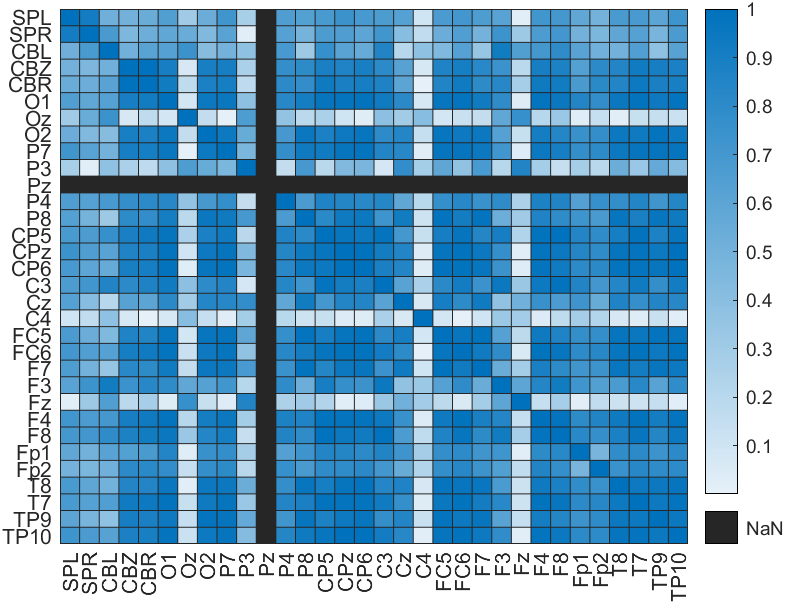 SPL
SPR
CBL
CBZ
CBR
O1
Oz
O2
P7
P3
Pz
P4
P8
CP5
CPz
CP6
C3
Cz
C4
FC5
FC6
F7
F3
Fz
F4
F8
Fp1
Fp2
T8
T7
TP9
TP10
SPL
SPR
CBL
CBZ
CBR
O1
Oz
O2
P7
P3
Pz
P4
P8
CP5
CPz
CP6
C3
Cz
C4
FC5
FC6
F7
F3
Fz
F4
F8
Fp1
Fp2
T8
T7
TP9
TP10
1
0.9
0.8
0.7
0.6
0.5
0.4
0.3
0.2
0.1
NaN